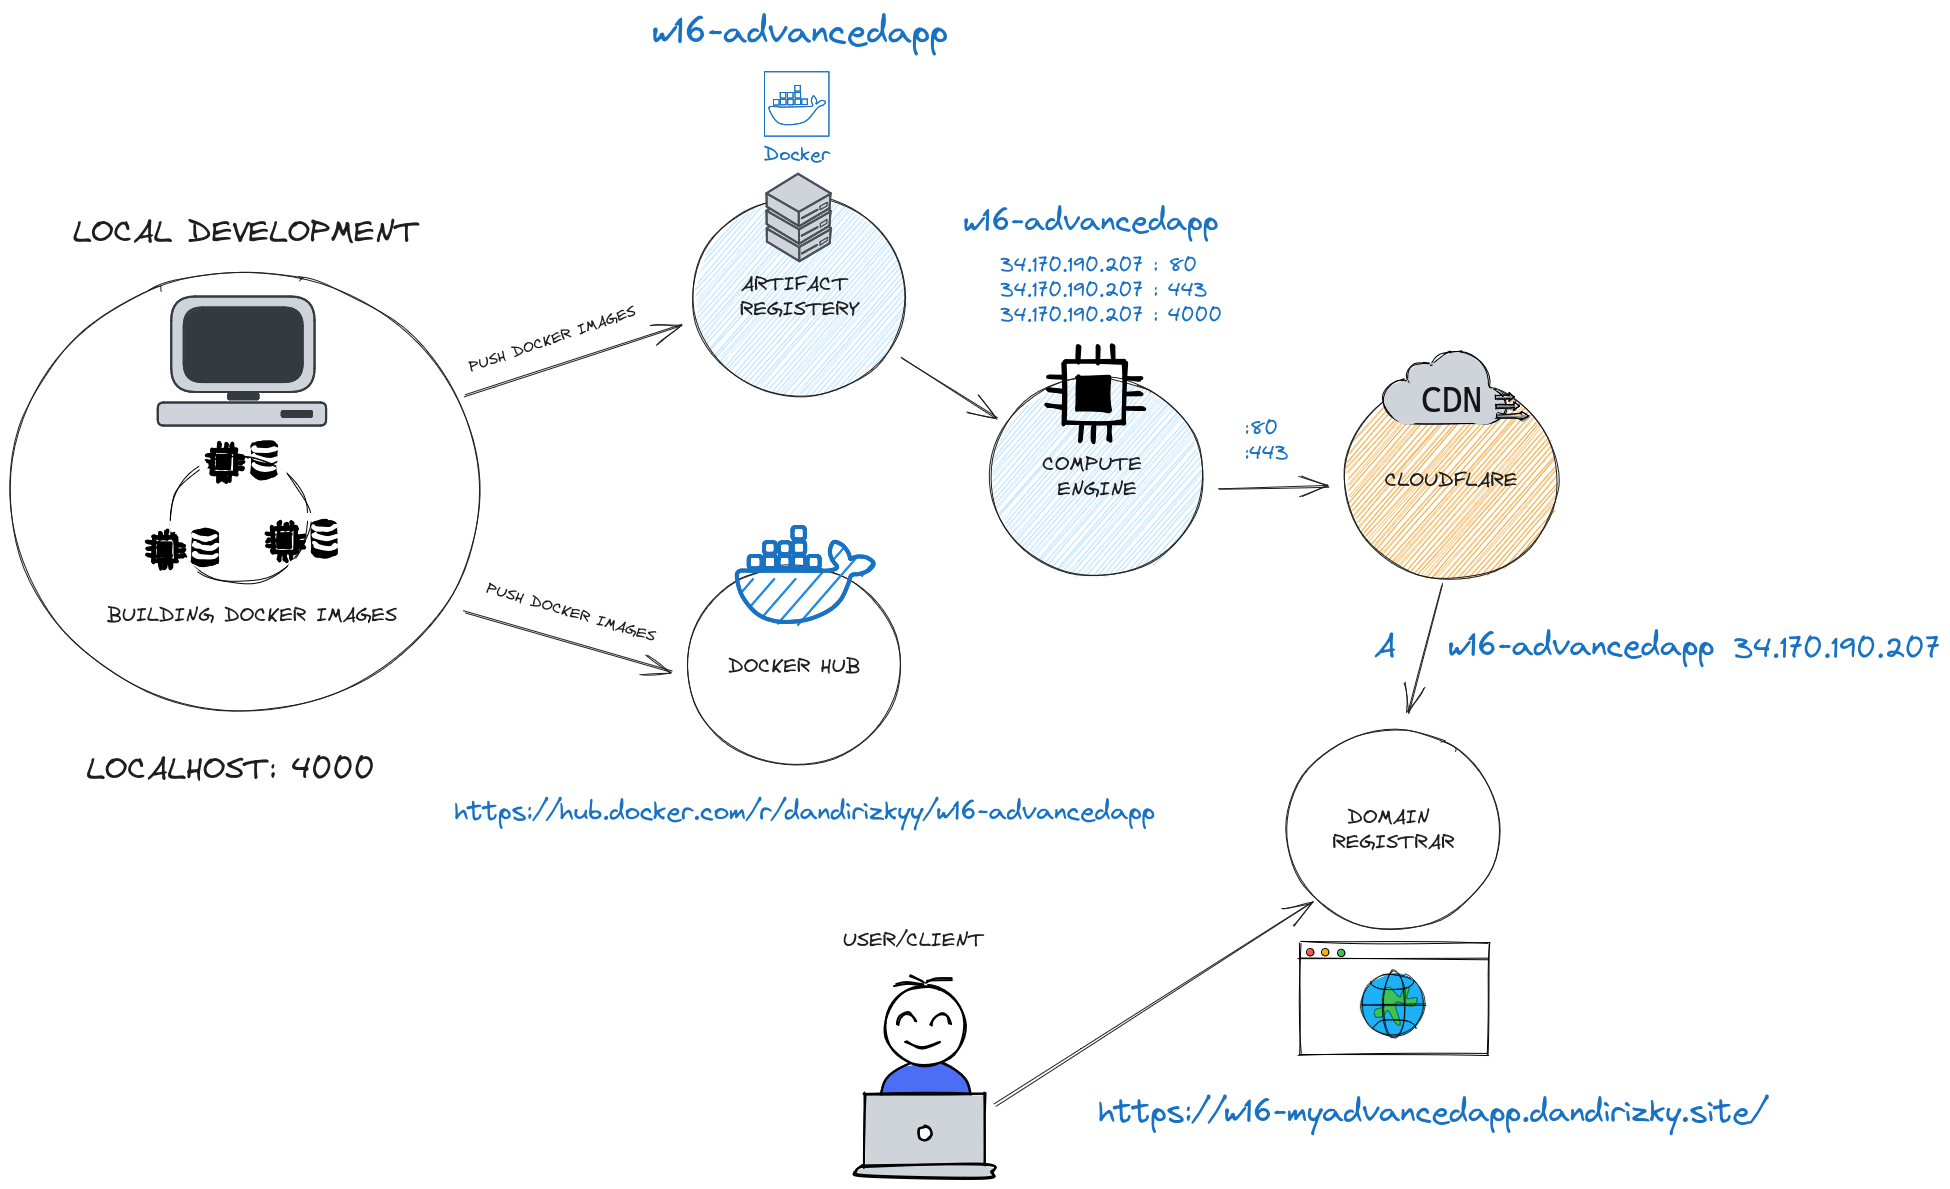 w16-advancedapp
Docker
ARTIFACT
REGISTERY
LOCAL DEVELOPMENT
BUILDING DOCKER IMAGES
LOCALHOST: 4000
PUSH DOCKER IMAGES
PUSH DOCKER IMAGES
DOCKER HUB
https://hub.docker.com/r/dandirizkyy/w16-advancedapp
w16-advancedapp
34.170.190.207 : 80
34.170.190.207 : 443
34.170.190.207 : 4000
COMPUTE
ENGINE
:80
:443
CDN
CLOUDFLARE
A w16-advancedapp 34.170.190.207
DOMAIN
REGISTRAR
USER/CLIENT
https://w16-myadvancedapp.dandirizky.site/